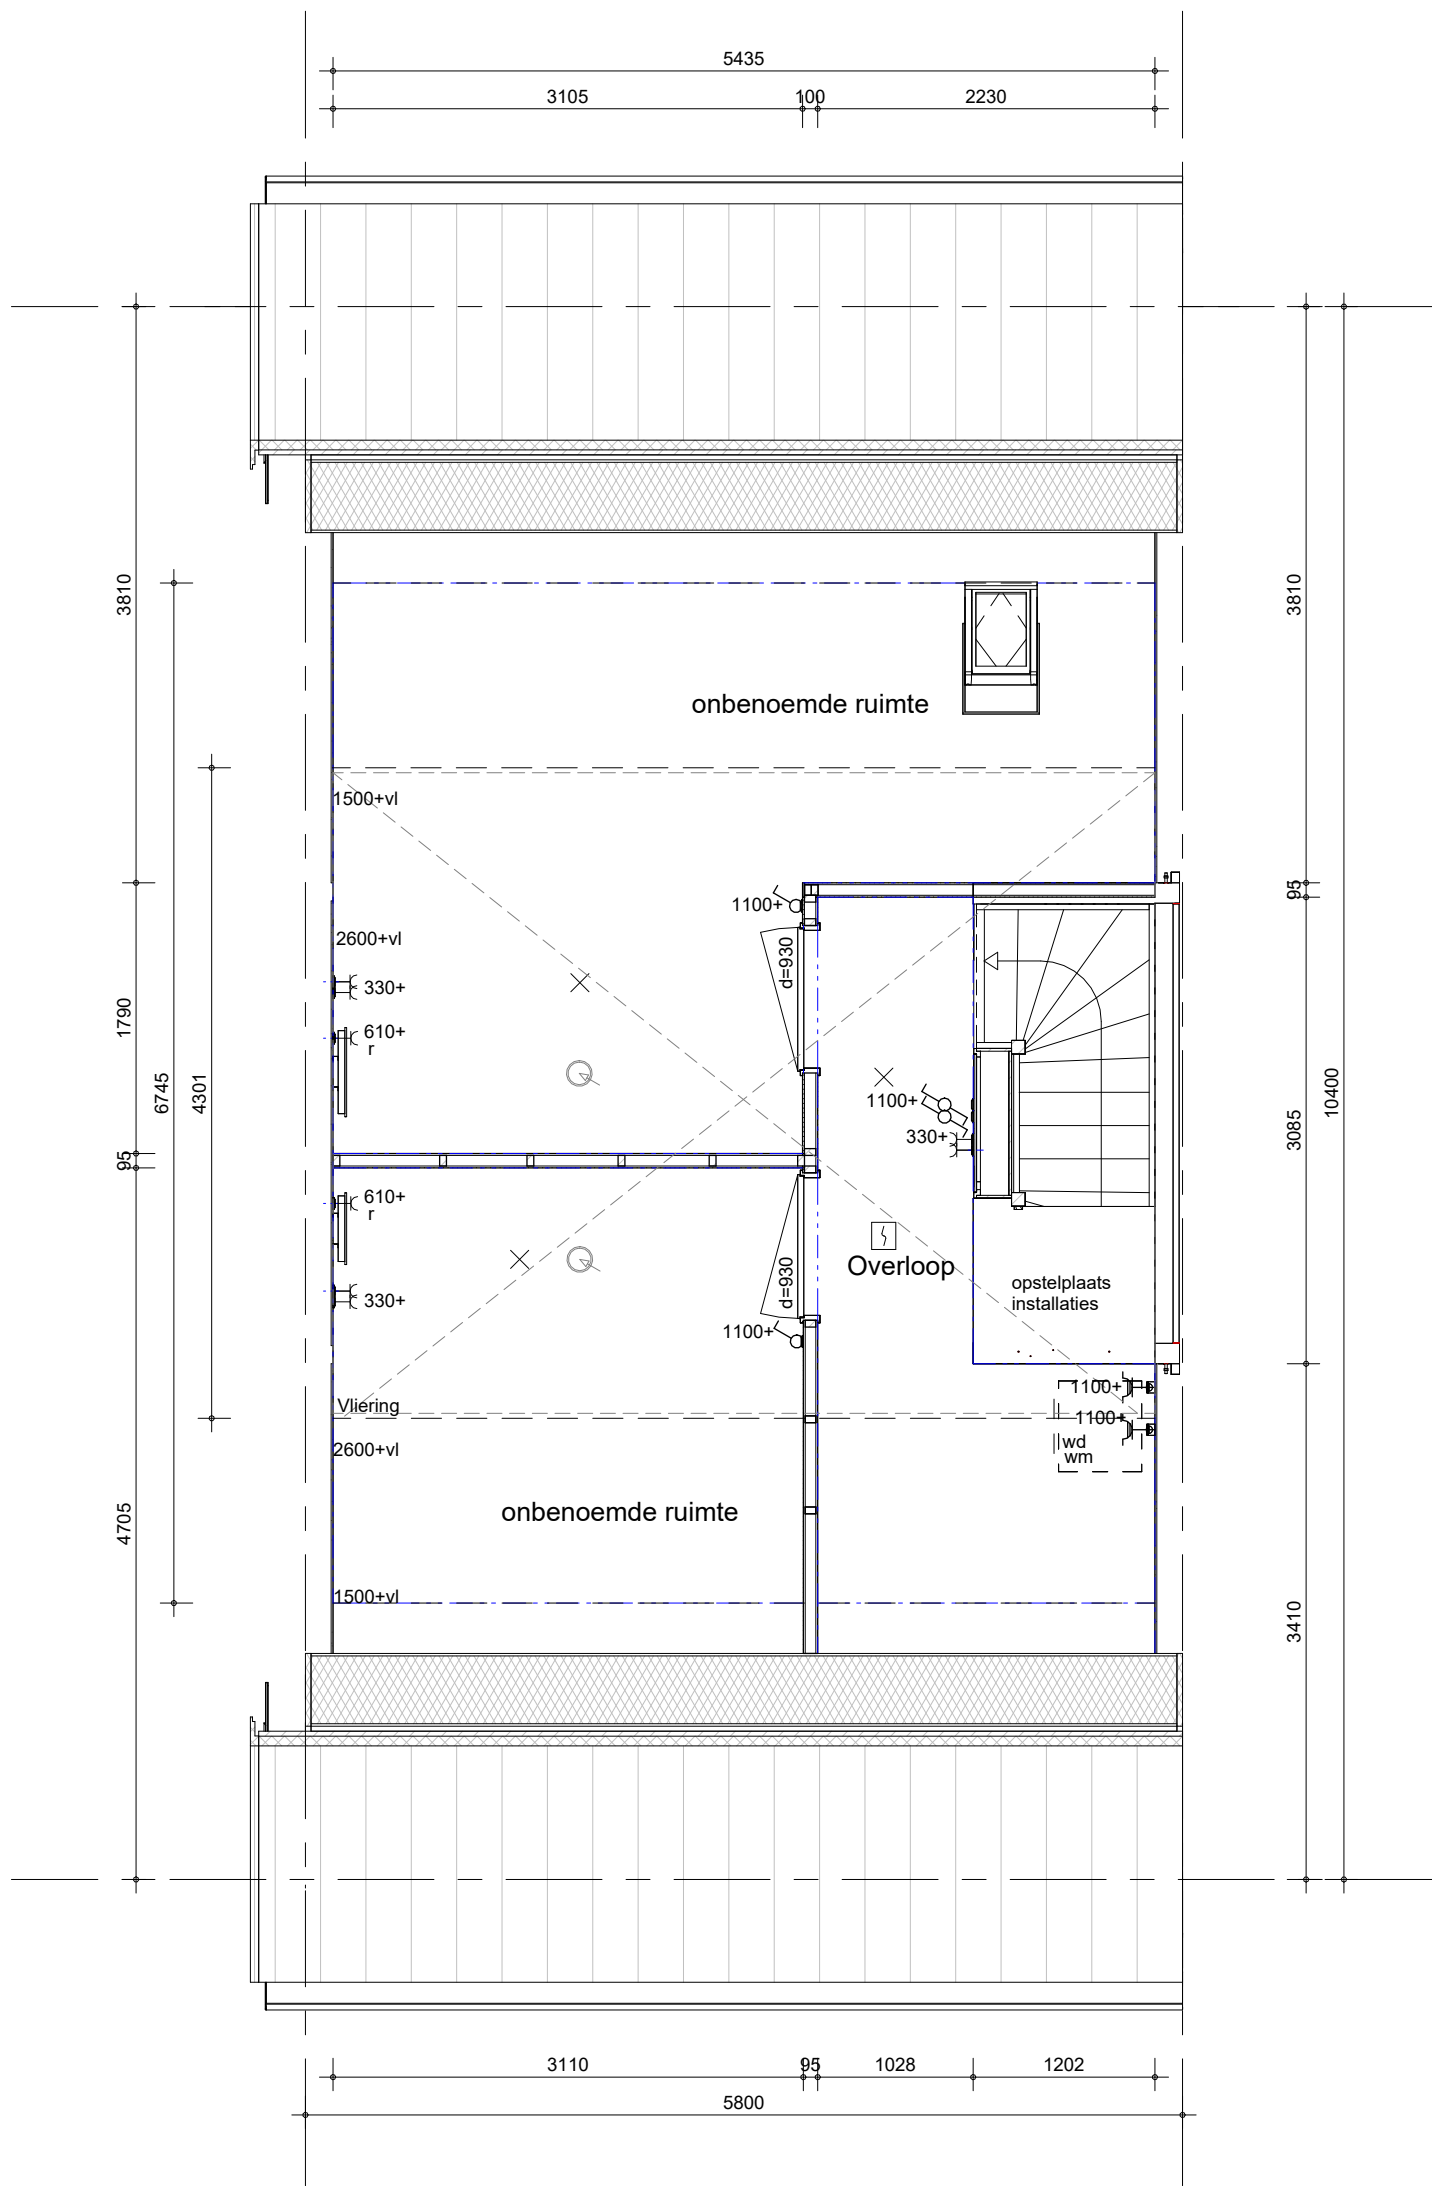 5435
3105
100
2230
onbenoemde ruimte
1500+vl
3810
3810
1100+
95
2600+vl
d=930
330+
1790
610+
r
6745
4301
1100+
10400
330+
3085
95
610+
r
Overloop
d=930
opstelplaats
installaties
330+
1100+
1100+
Vliering
1100+
2600+vl
wd
wm
onbenoemde ruimte
4705
1500+vl
3410
3110
95
1028
1202
5800